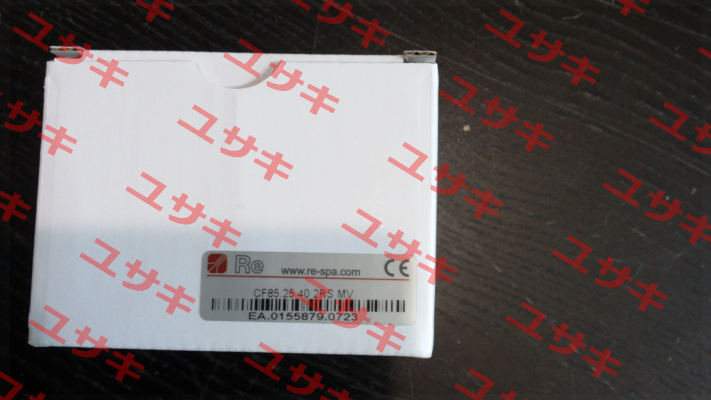 Re
www.re-spa.com
CE
CF85.25.40 2RS MV
EA.0155879.0723
ユサキ